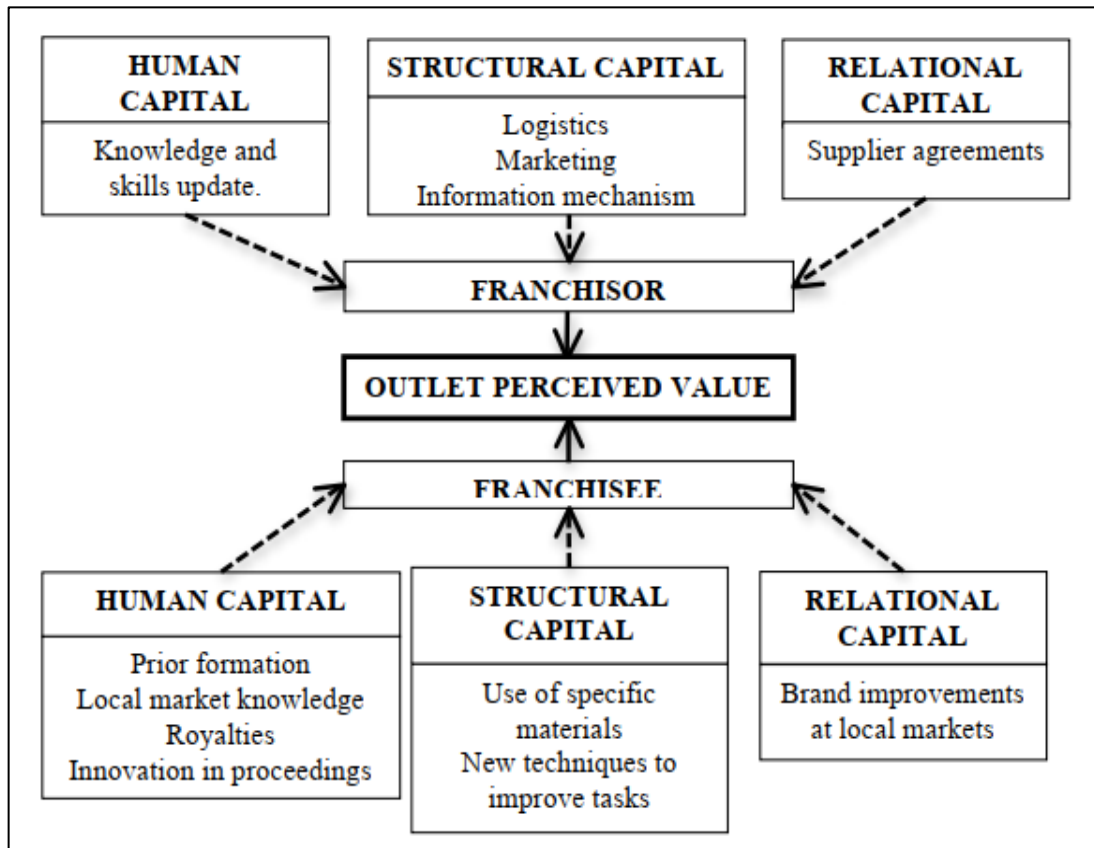 HUMAN
CAPITAL
Knowledge and
skills update.
STRUCTURAL CAPITAL
Logistics
Marketing
Information mechanism
RELATIONAL
CAPITAL
Supplier agreements
FRANCHISOR
OUTLET PERCEIVED VALUE
FRANCHISEE
HUMAN CAPITAL
Prior formation
Local market knowledge
Royalties
Innovation in proceedings
STRUCTURAL
CAPITAL
Use of specific
materials
New techniques to
improve tasks
RELATIONAL
CAPITAL
Brand improvements
at local markets